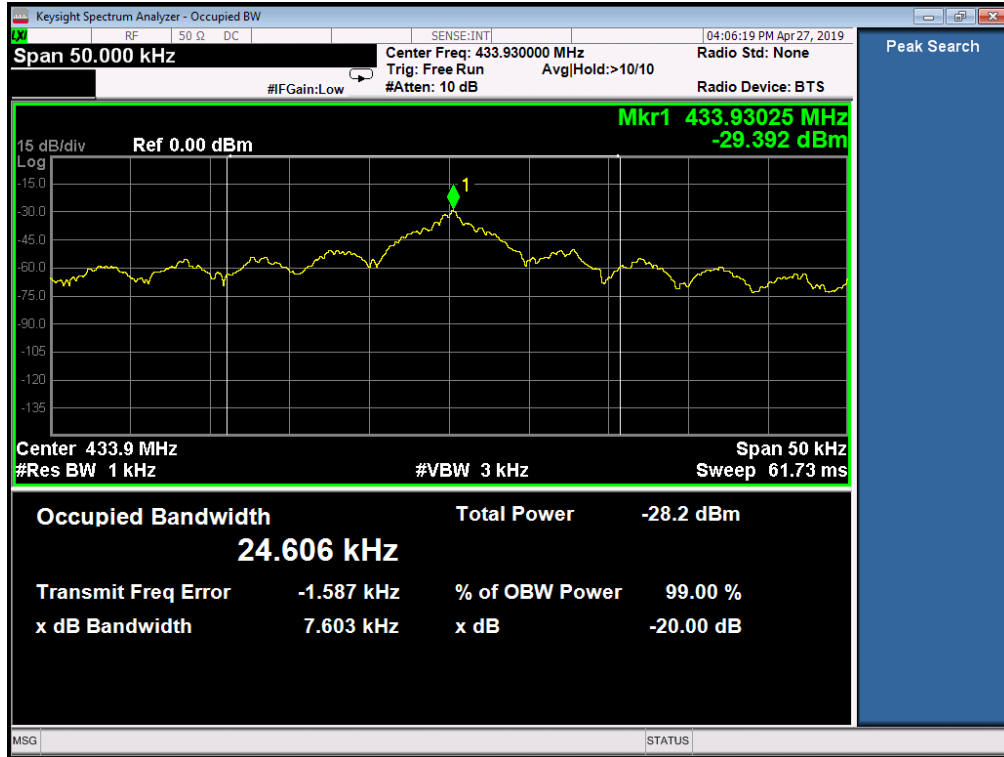 Keysight Spectrum Analyzer - Occupied BW
LXI RF 50 Ω DC SENSE:INT 04:06:19 PM Apr 27, 2019
Span 50.000 kHz
Center Freq: 433.930000 MHz Radio Std: None
Trig: Free Run Avg|Hold:>10/10
#IFGain:Low #Atten: 10 dB Radio Device: BTS
Peak Search
Mkr1 433.93025 MHz
-29.392 dBm
15 dB/div Ref 0.00 dBm
Log
-15.0
1
-30.0
-45.0
-60.0
-75.0
-90.0
-105
-120
-135
Center 433.9 MHz Span 50 kHz
#Res BW 1 kHz #VBW 3 kHz Sweep 61.73 ms
Occupied Bandwidth Total Power -28.2 dBm
24.606 kHz
Transmit Freq Error -1.587 kHz % of OBW Power 99.00 %
x dB Bandwidth 7.603 kHz x dB -20.00 dB
MSG STATUS